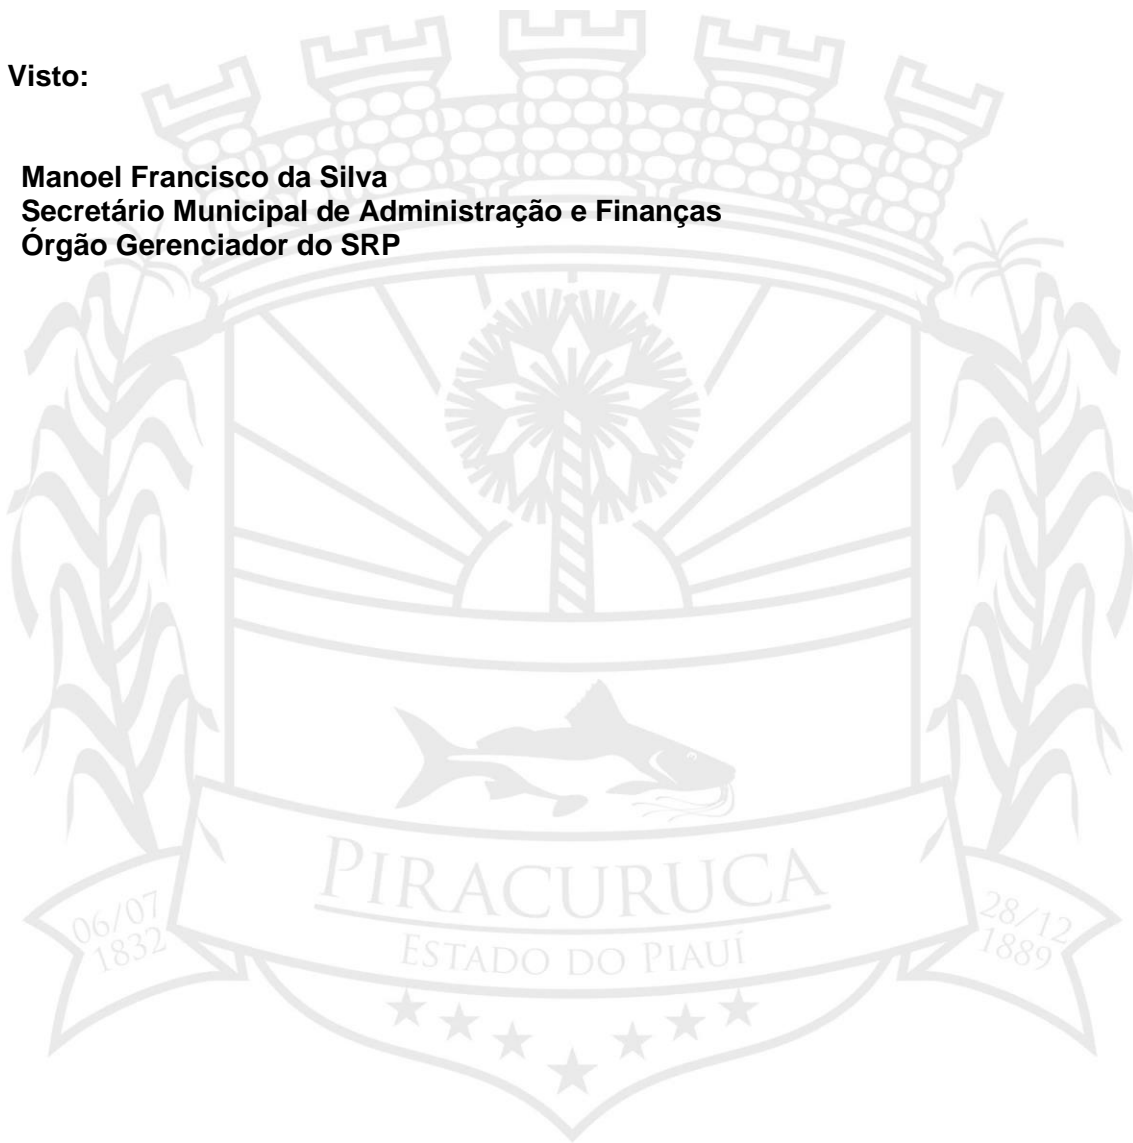 Visto:
Manoel Francisco da Silva
Secretário Municipal de Administração e Finanças
Órgão Gerenciador do SRP
PIRACURUCA
ESTADO DO PIAUÍ
06/07
1832
28/12
1889